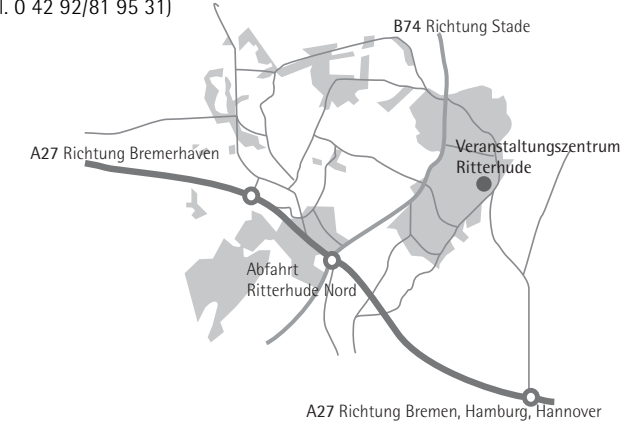 l. 0 42 92/81 95 31)
B74 Richtung Stade
Veranstaltungszentrum
Ritterhude
A27 Richtung Bremerhaven
Abfahrt
Ritterhude Nord
A27 Richtung Bremen, Hamburg, Hannover